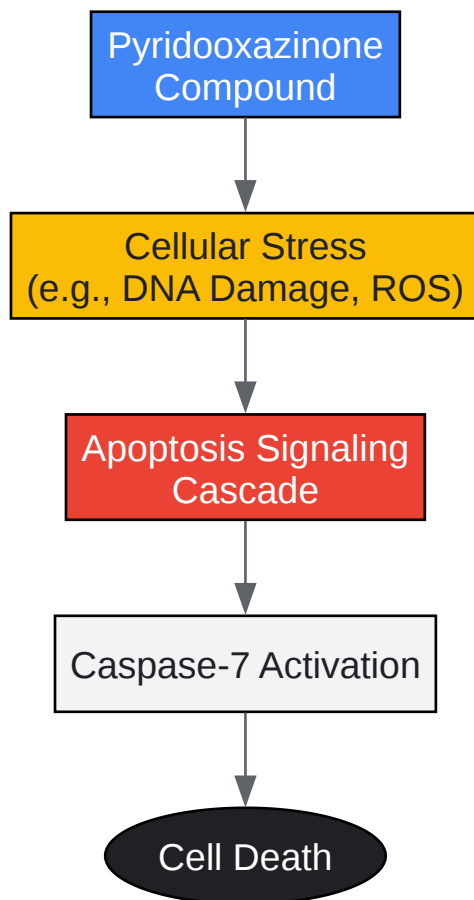 Pyridooxazinone
Compound
Cellular Stress
(e.g., DNA Damage, ROS)
Apoptosis Signaling
Cascade
Caspase-7 Activation
Cell Death